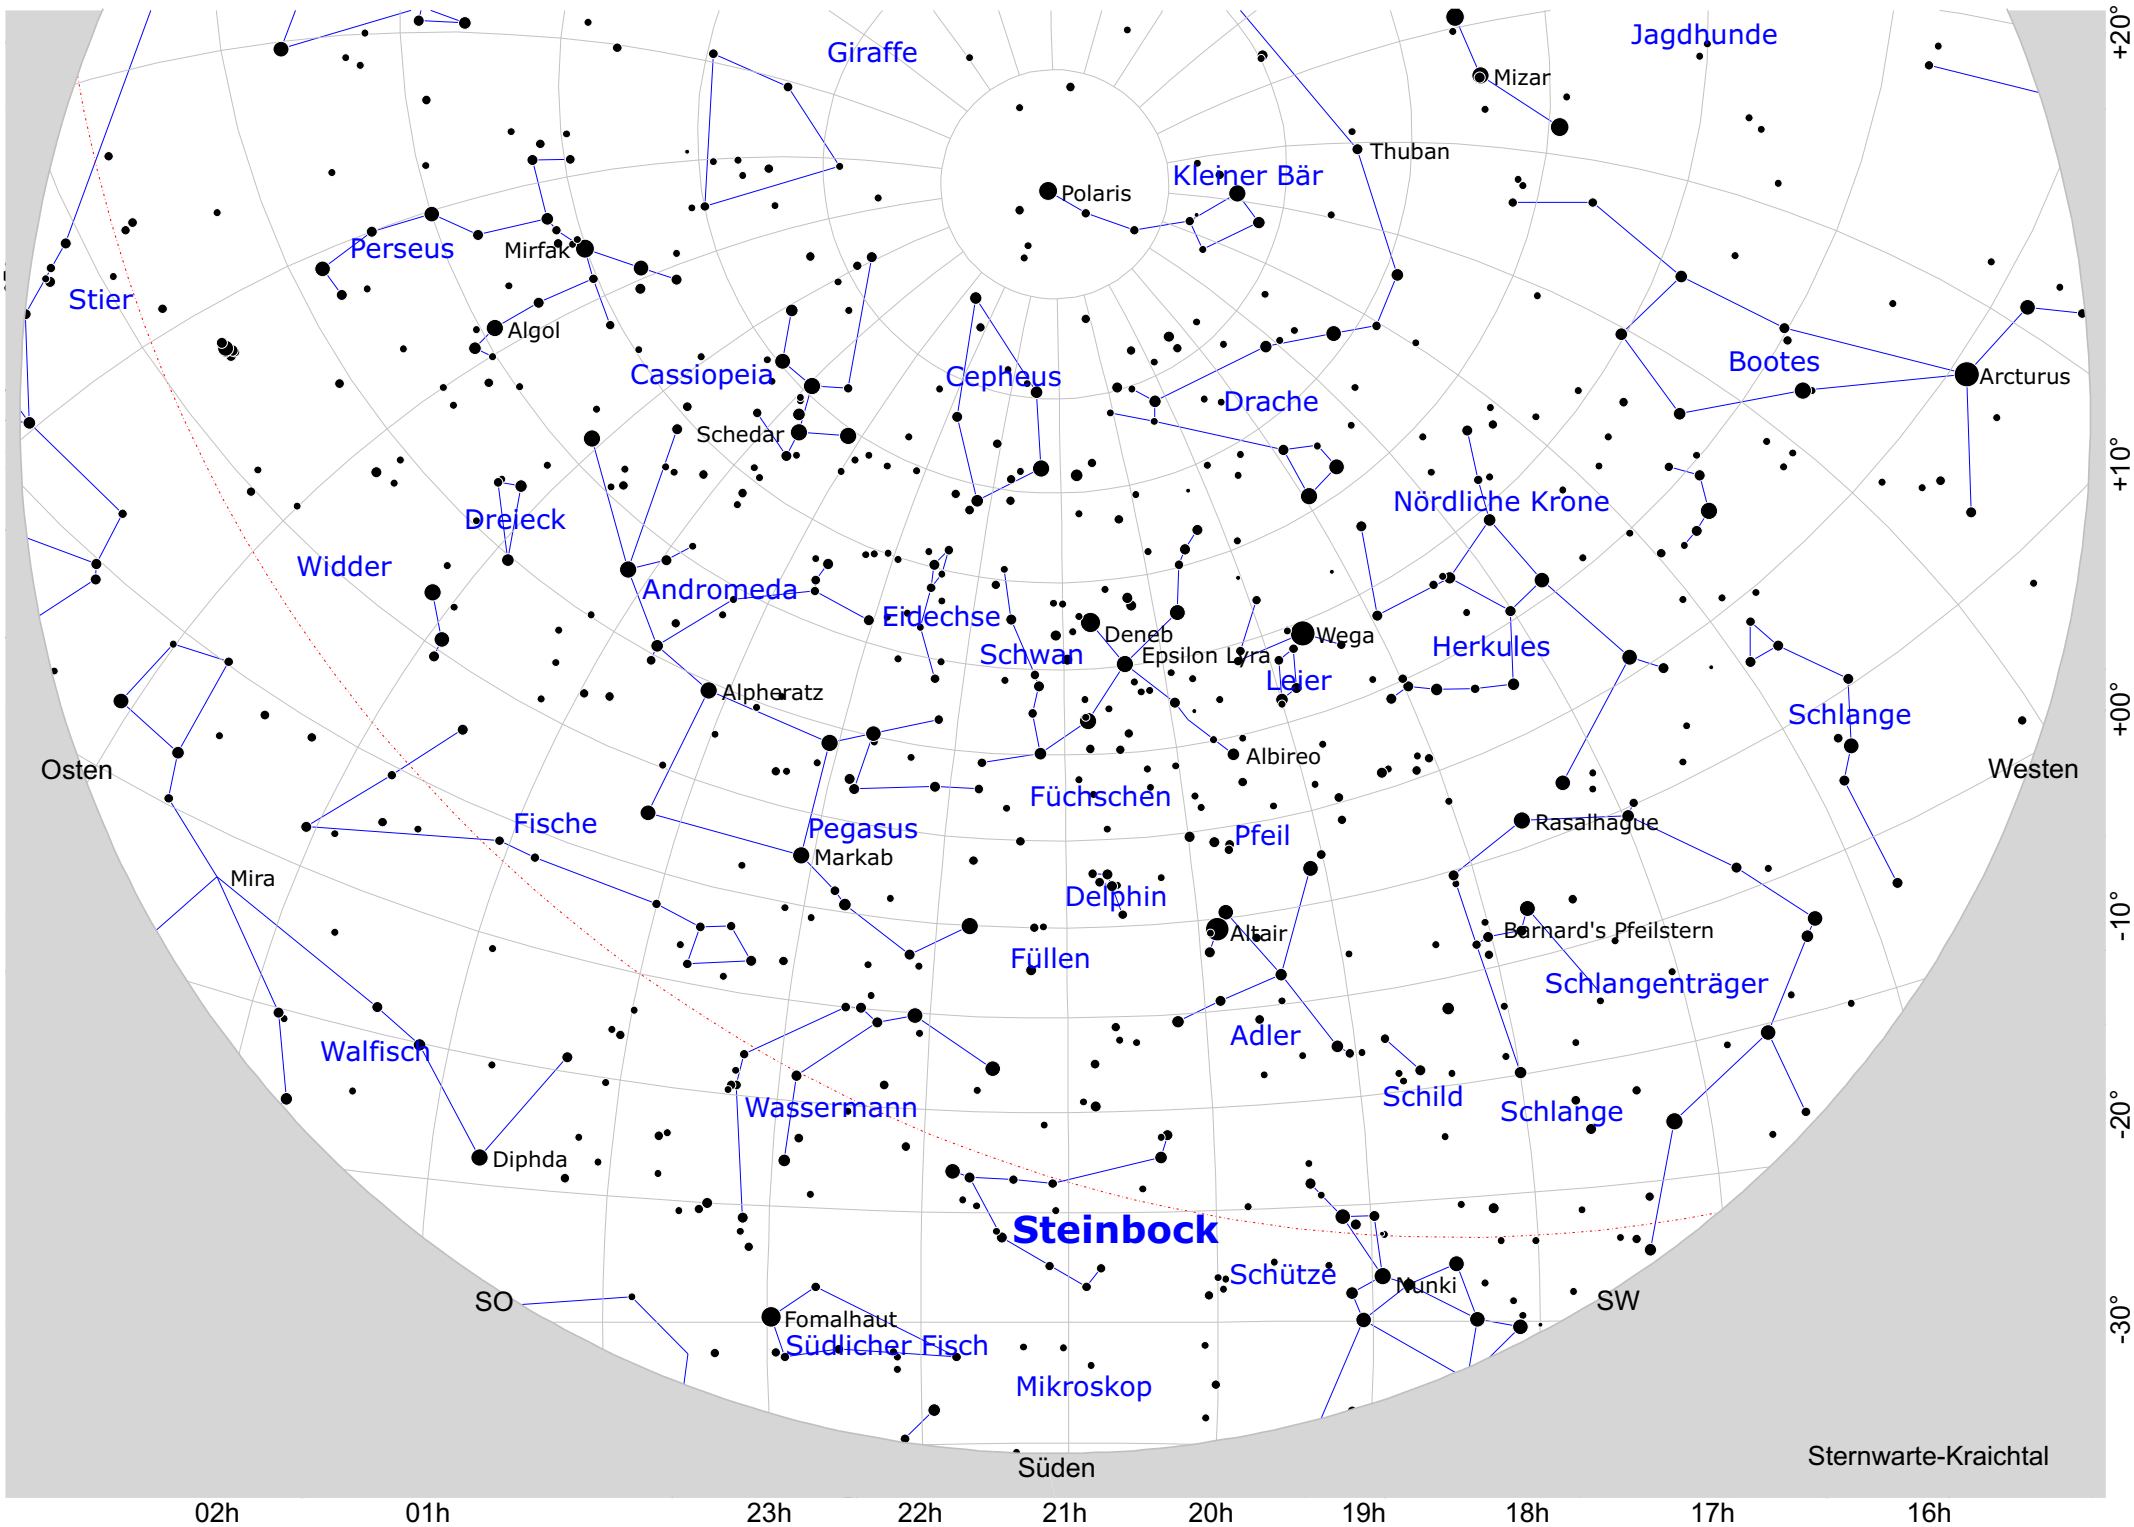 +20°
Jagdhunde
Giraffe
Mizar
Thuban
Kleiner Bär
Polaris
Perseus
Mirfak
Stier
Algol
Bootes
Cassiopeia
Cepheus
Arcturus
Drache
Schedar
+10°
Nördliche Krone
Dreieck
Widder
Andromeda
Eidechse
Deneb
Wega
Herkules
Schwan
Epsilon Lyra
Leier
Alpheratz
+00°
Schlange
Albireo
Osten
Westen
Füchschen
Fische
Pegasus
Pfeil
Rasalhague
Markab
Mira
Delphin
-10°
Altair
Barnard's Pfeilstern
Füllen
Schlangenträger
Adler
Walfisch
Schild
Wassermann
Schlange
-20°
Diphda
Steinbock
Schütze
Nunki
SO
SW
-30°
Fomalhaut
Südlicher Fisch
Mikroskop
Sternwarte-Kraichtal
Süden
02h 01h 23h 22h 21h 20h 19h 18h 17h 16h